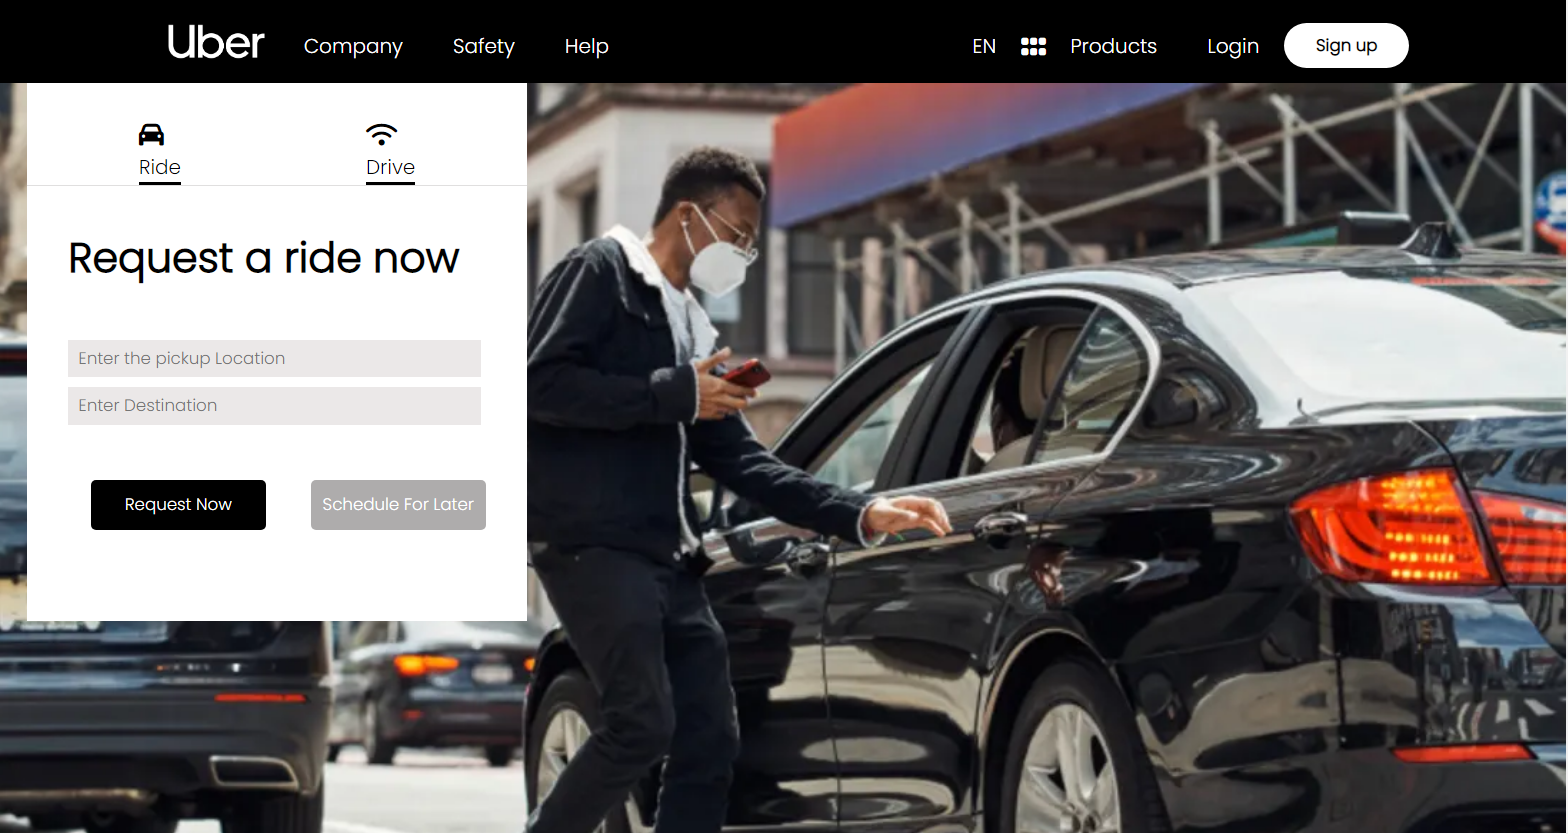 Uber Company Safety Help EN Products Login Sign up
Ride Drive
Request a ride now
Enter the pickup Location
Enter Destination
Request Now Schedule For Later